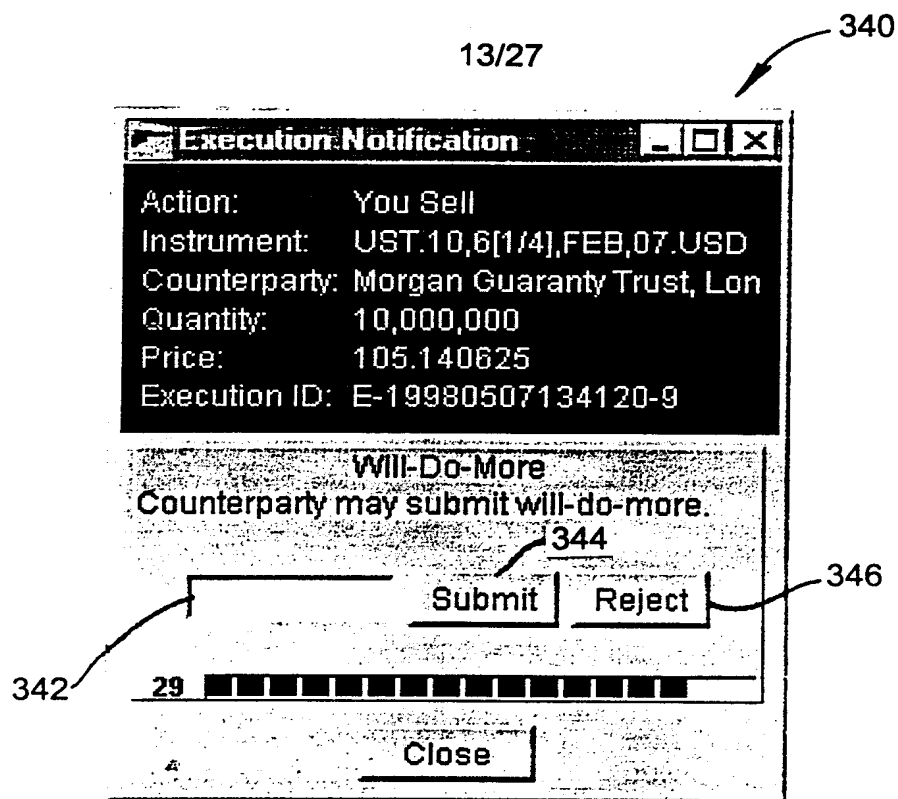 340
13/27
Execution Notification
Action: You Sell
Instrument: UST.10,6[1/4],FEB,07.USD
Counterparty: Morgan Guaranty Trust, Lon
Quantity: 10,000,000
Price: 105.140625
Execution ID: E-19980507134120-9
Will-Do-More
Counterparty may submit will-do-more.
344
Submit Reject 346
342 29
Close